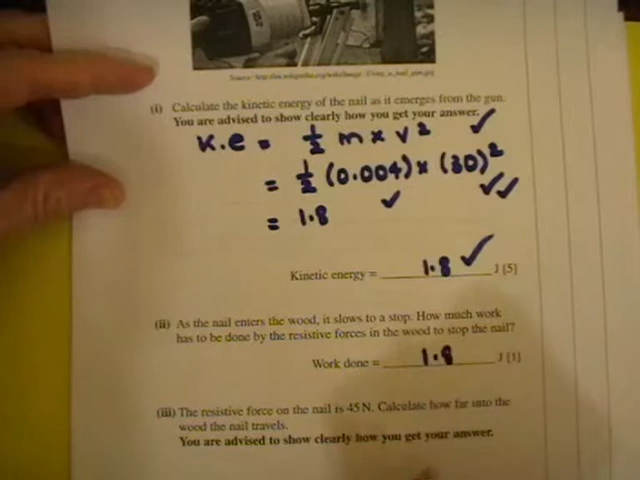 (i) Calculate the kinetic energy of the nail as it emerges from the gun.
You are advised to show clearly how you get your answer.
K.e = ½ m × v²
= ½ (0.004) × (30)²
= 1.8
Kinetic energy = 1.8 J [5]
(ii) As the nail enters the wood, it slows to a stop. How much work
has to be done by the resistive forces in the wood to stop the nail?
Work done = 1.8 J [1]
(iii) The resistive force on the nail is 45 N. Calculate how far into the
wood the nail travels.
You are advised to show clearly how you get your answer.